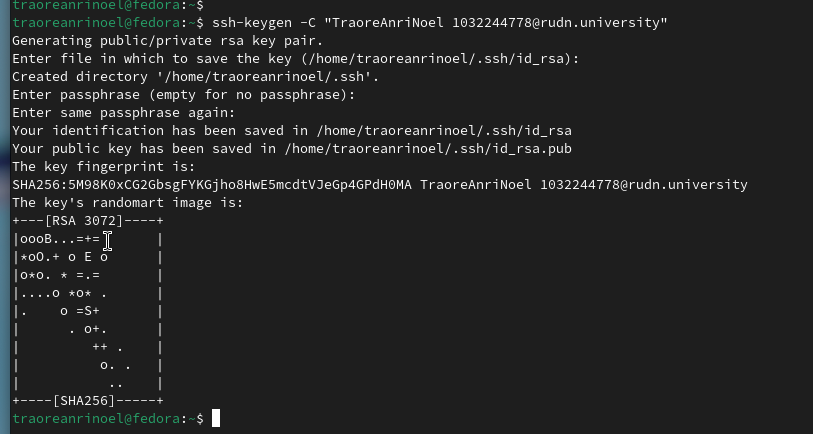 traoreanrinoel@fedora:~$
traoreanrinoel@fedora:~$ ssh-keygen -C "TraoreAnriNoel 1032244778@rudn.university"
Generating public/private rsa key pair.
Enter file in which to save the key (/home/traoreanrinoel/.ssh/id_rsa):
Created directory '/home/traoreanrinoel/.ssh'.
Enter passphrase (empty for no passphrase):
Enter same passphrase again:
Your identification has been saved in /home/traoreanrinoel/.ssh/id_rsa
Your public key has been saved in /home/traoreanrinoel/.ssh/id_rsa.pub
The key fingerprint is:
SHA256:5M98K0xCG2GbsgFYKGjho8HwE5mcdtVJeGp4GPdH0MA TraoreAnriNoel 1032244778@rudn.university
The key's randomart image is:
+---[RSA 3072]----+
|oooB...=+=       |
|*oO.+ o E o      |
|o*o. * =.=       |
|....o *o* .      |
|.    o =S+       |
|      . o+.      |
|         ++ .    |
|          o. .   |
|           ..    |
+----[SHA256]-----+
traoreanrinoel@fedora:~$